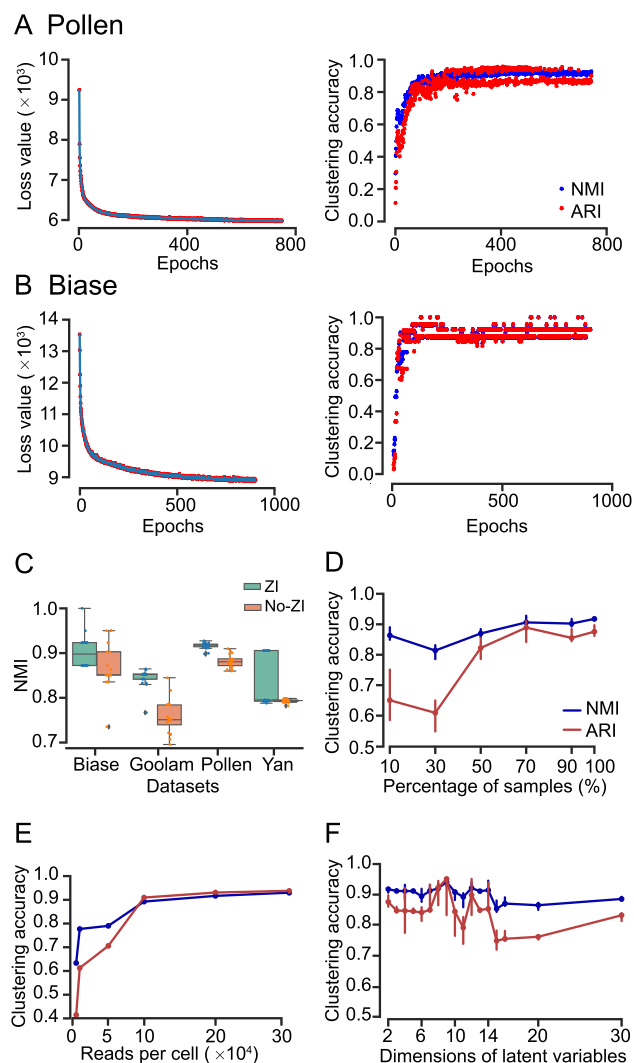 A Pollen
Loss value (×10³)
10
9
8
7
6
0
400
800
Epochs
Clustering accuracy
1.0
0.8
0.6
0.4
0.2
0.0
NMI
ARI
0
200
400
600
800
Epochs
B Biase
Loss value (×10³)
14
13
12
11
10
9
0
500
1000
Epochs
Clustering accuracy
1.0
0.8
0.6
0.4
0.2
0.0
0
500
1000
Epochs
C
ZI
No-ZI
NMI
1.0
0.9
0.8
0.7
Biase Goolam Pollen Yan
Datasets
D
Clustering accuracy
1.0
0.9
0.8
0.7
0.6
0.5
NMI
ARI
10 30 50 70 90 100
Percentage of samples (%)
E
Clustering accuracy
1.0
0.9
0.8
0.7
0.6
0.5
0.4
0 5 10 20 30
Reads per cell (×10⁴)
F
Clustering accuracy
1.0
0.9
0.8
0.7
0.6
0.5
2 6 10 14 20 30
Dimensions of latent variables